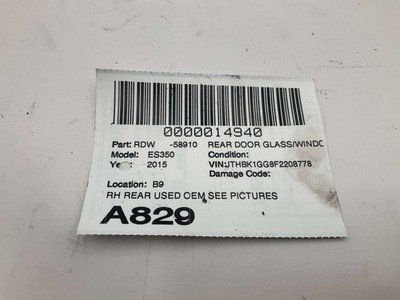 0000014940
Part: RDW -58910 REAR DOOR GLASS/WINDO
Model: ES350 Condition:
2015 VIN:JTHBK1GG8F2208778
Damage Code:
Location: B9
RH REAR USED OEM SEE PICTURES
A829